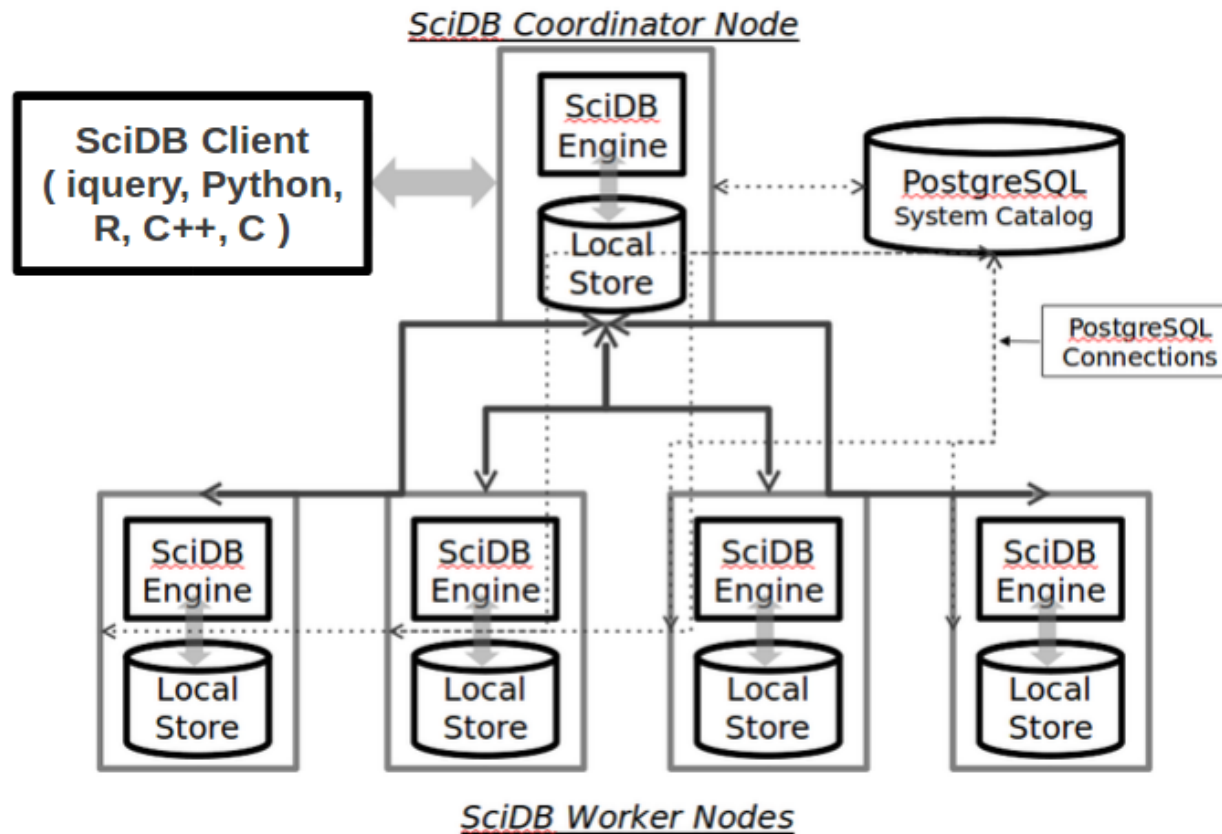 SciDB Coordinator Node
SciDB Client
( iquery, Python,
R, C++, C )
SciDB
Engine
Local
Store
PostgreSQL
System Catalog
PostgreSQL
Connections
SciDB
Engine
Local
Store
SciDB
Engine
Local
Store
SciDB
Engine
Local
Store
SciDB
Engine
Local
Store
SciDB Worker Nodes